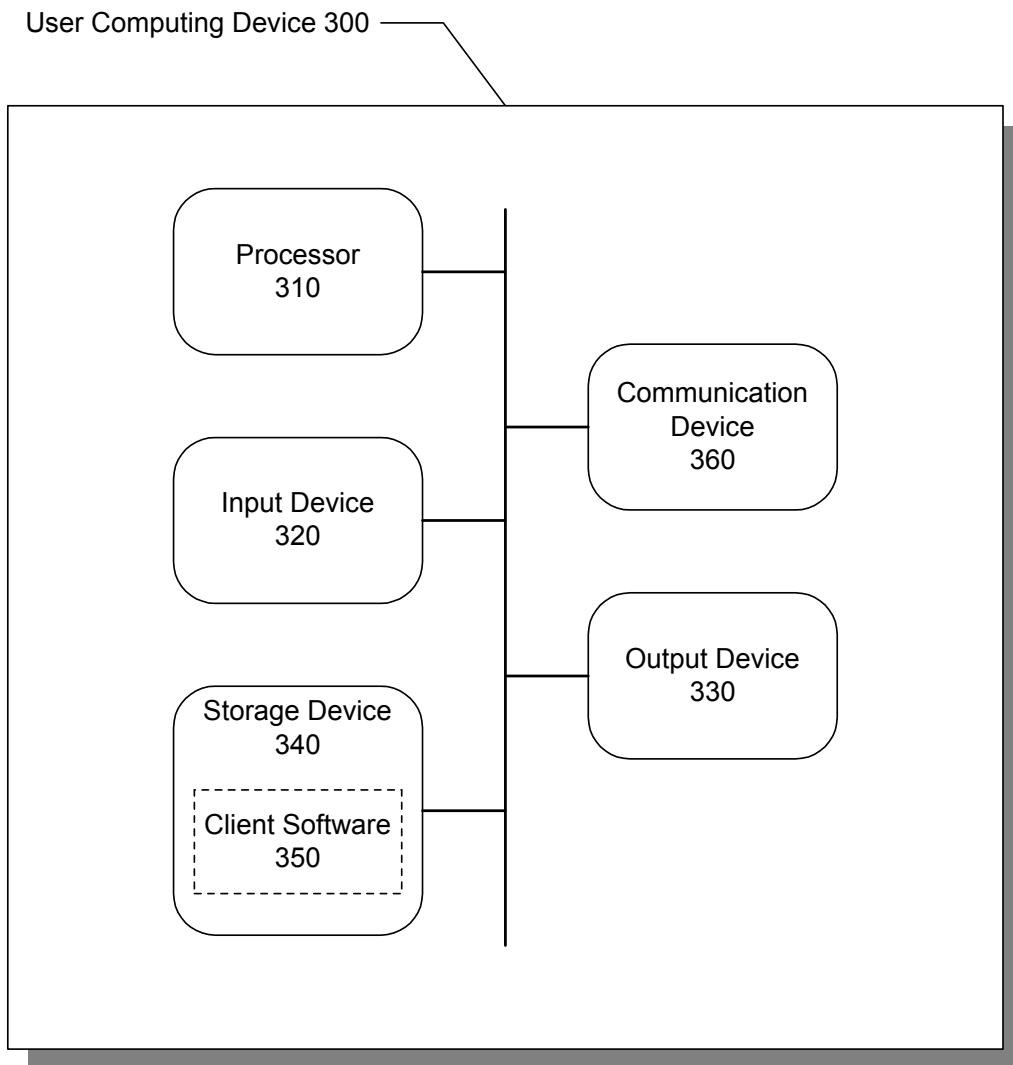 User Computing Device 300
Processor
310
Communication
Device
360
Input Device
320
Output Device
330
Storage Device
340
Client Software
350